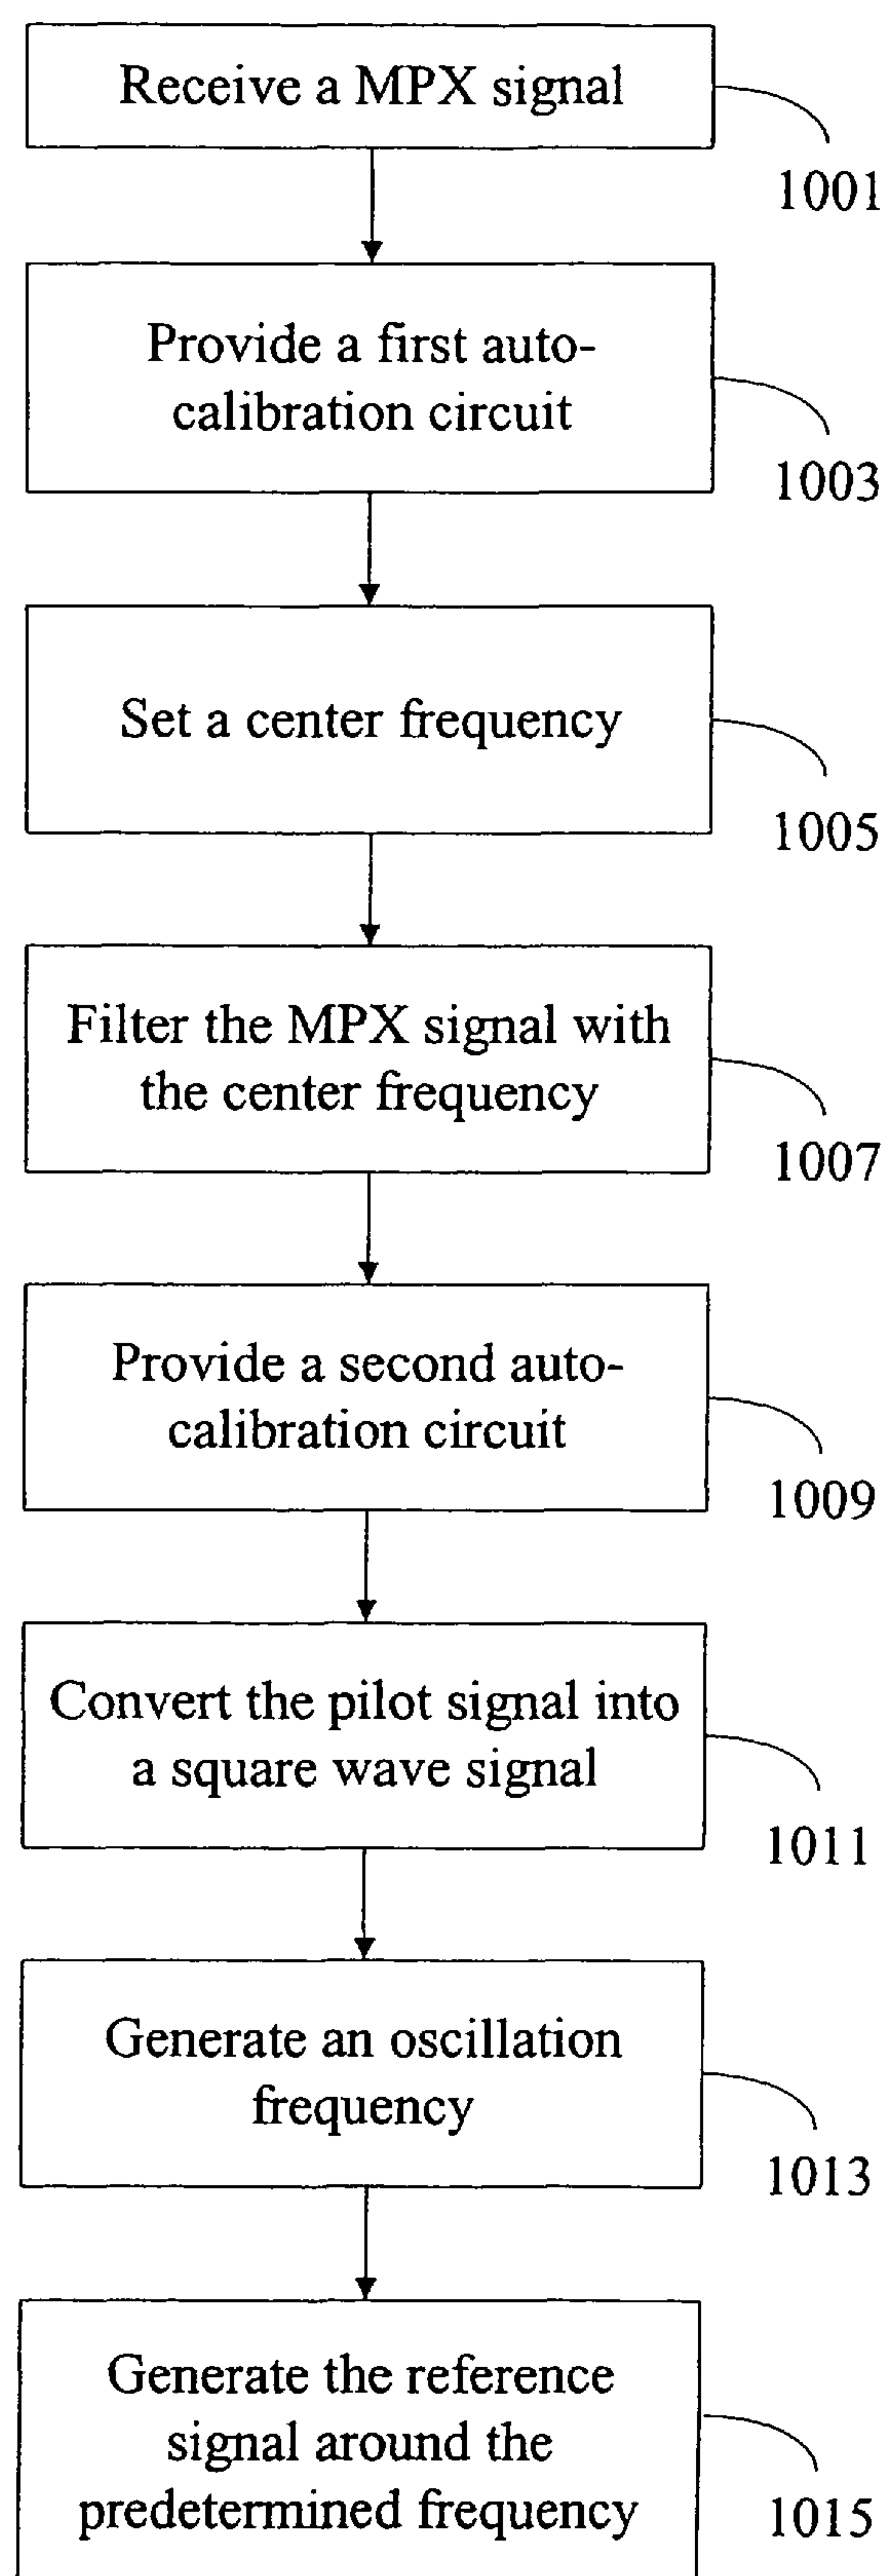 Receive a MPX signal
1001
Provide a first auto-
calibration circuit
1003
Set a center frequency
1005
Filter the MPX signal with
the center frequency
1007
Provide a second auto-
calibration circuit
1009
Convert the pilot signal into
a square wave signal
1011
Generate an oscillation
frequency
1013
Generate the reference
signal around the
predetermined frequency
1015